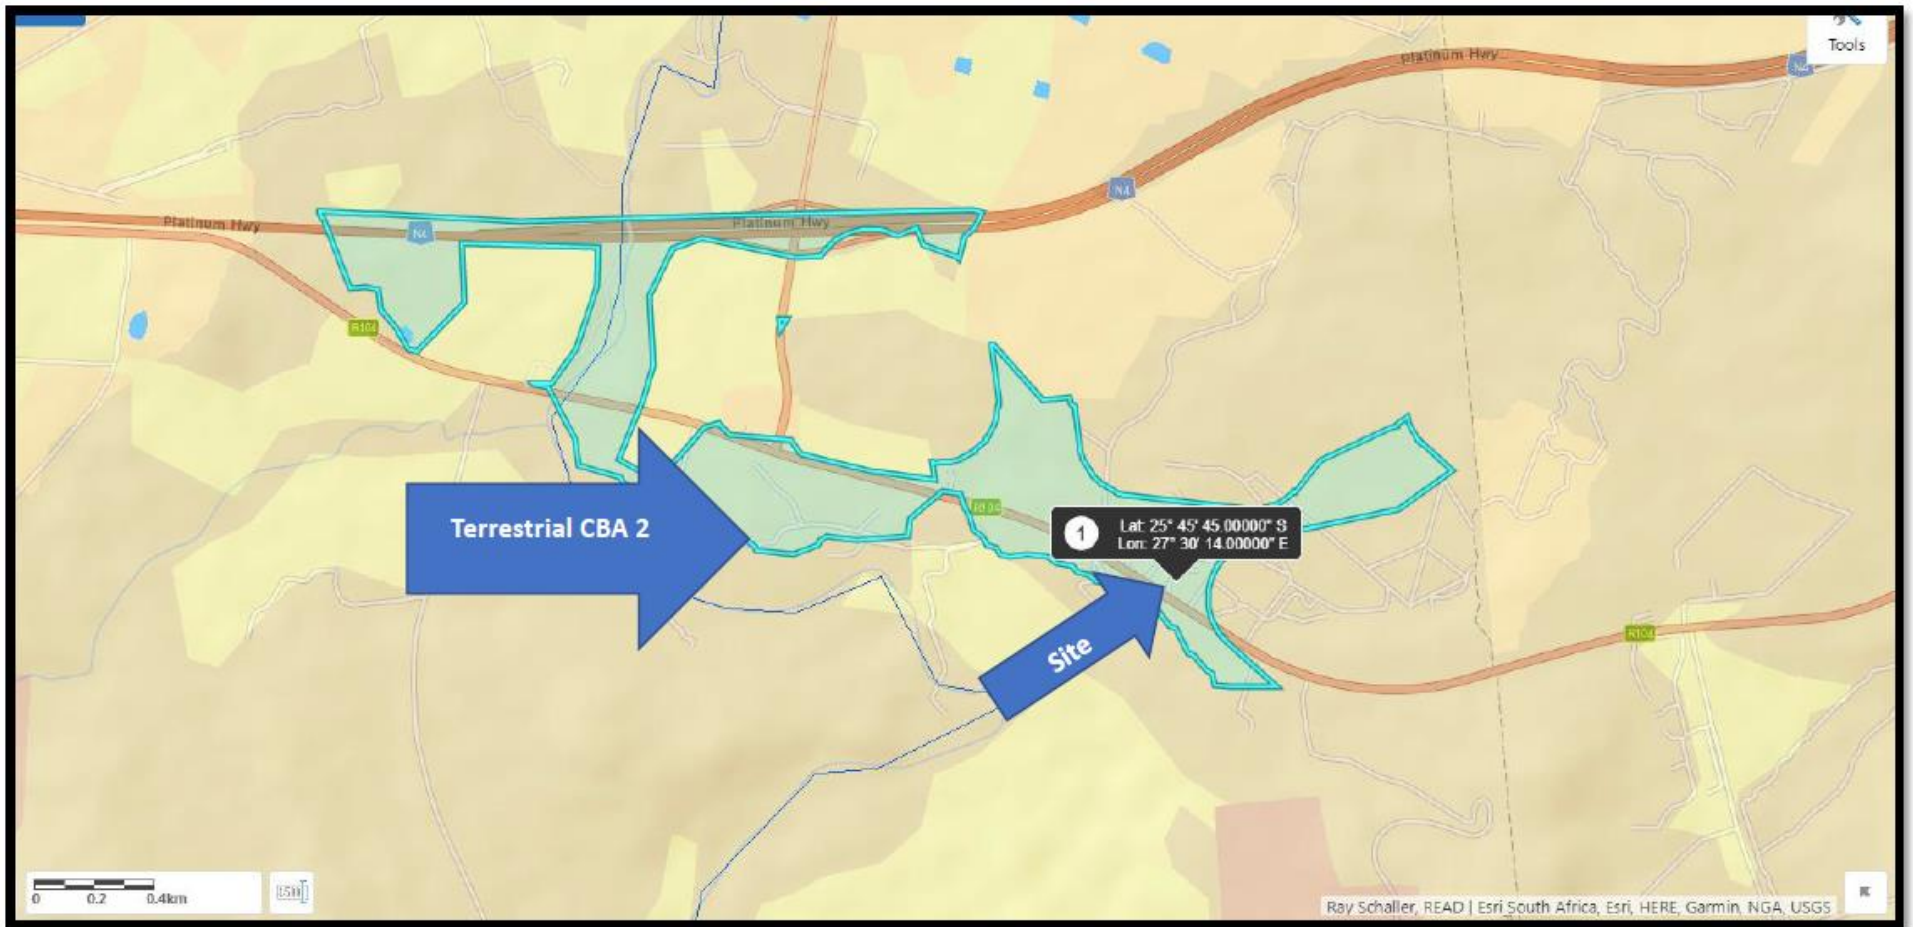 Tools
Platinum Hwy
N4
N4
Platinum Hwy
N4
Platinum Hwy
R104
Terrestrial CBA 2
1
Lat: 25° 45' 45.00000" S
Lon: 27° 30' 14.00000" E
Site
R104
0 0.2 0.4km
Ray Schaller, READ | Esri South Africa, Esri, HERE, Garmin, NGA, USGS